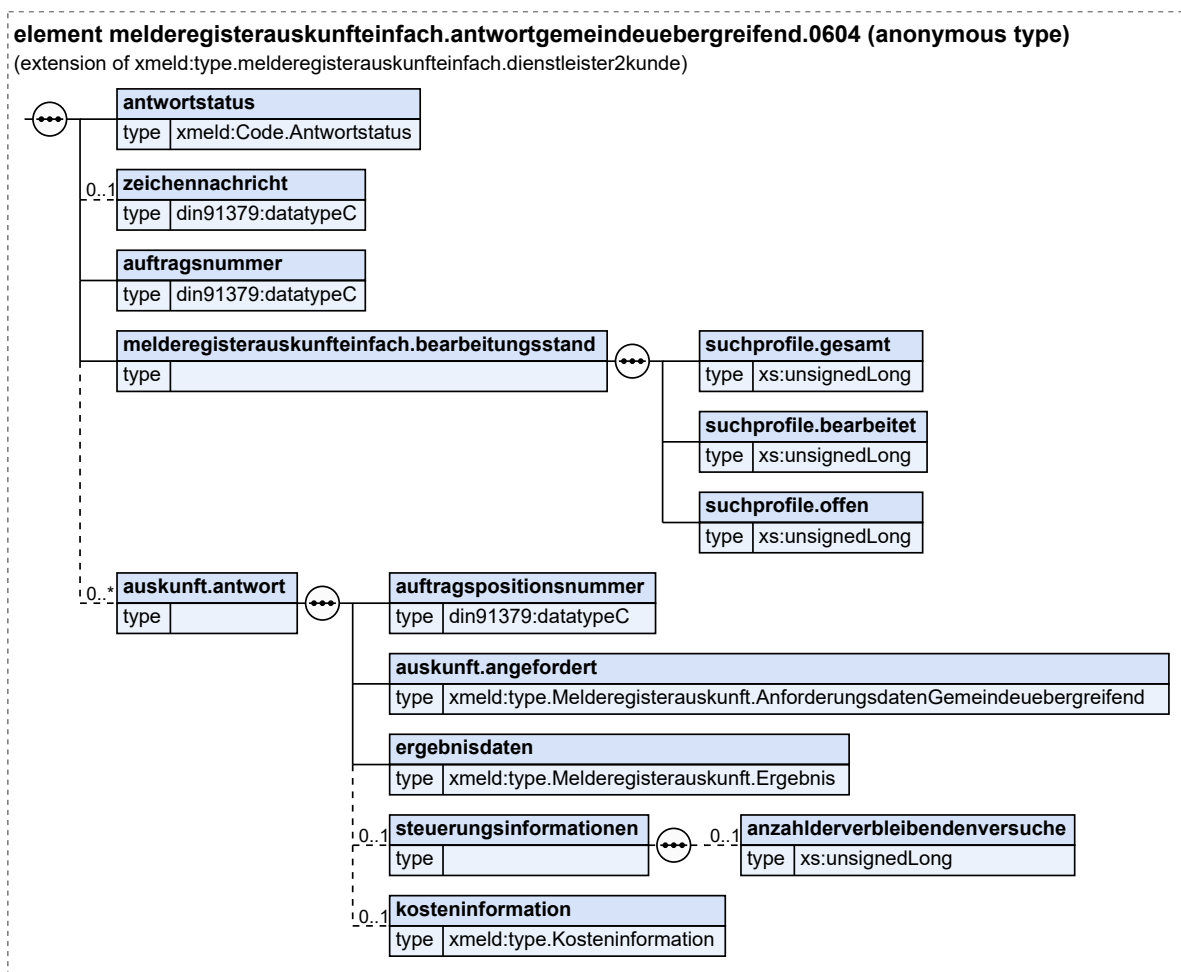 element melderegisterauskunfteinfach.antwortgemeindeuebergreifend.0604 (anonymous type)
(extension of xmeld:type.melderegisterauskunfteinfach.dienstleister2kunde)
antwortstatus
type xmeld:Code.Antwortstatus
0..1 zeichennachricht
type din91379:datatypeC
auftragsnummer
type din91379:datatypeC
melderegisterauskunfteinfach.bearbeitungsstand
type
suchprofile.gesamt
type xs:unsignedLong
suchprofile.bearbeitet
type xs:unsignedLong
suchprofile.offen
type xs:unsignedLong
0..* auskunft.antwort
type
auftragspositionsnummer
type din91379:datatypeC
auskunft.angefordert
type xmeld:type.Melderegisterauskunft.AnforderungsdatenGemeindeuebergreifend
ergebnisdaten
type xmeld:type.Melderegisterauskunft.Ergebnis
0..1 steuerungsinformationen
type
0..1 anzahlderverbleibendenversuche
type xs:unsignedLong
0..1 kosteninformation
type xmeld:type.Kosteninformation